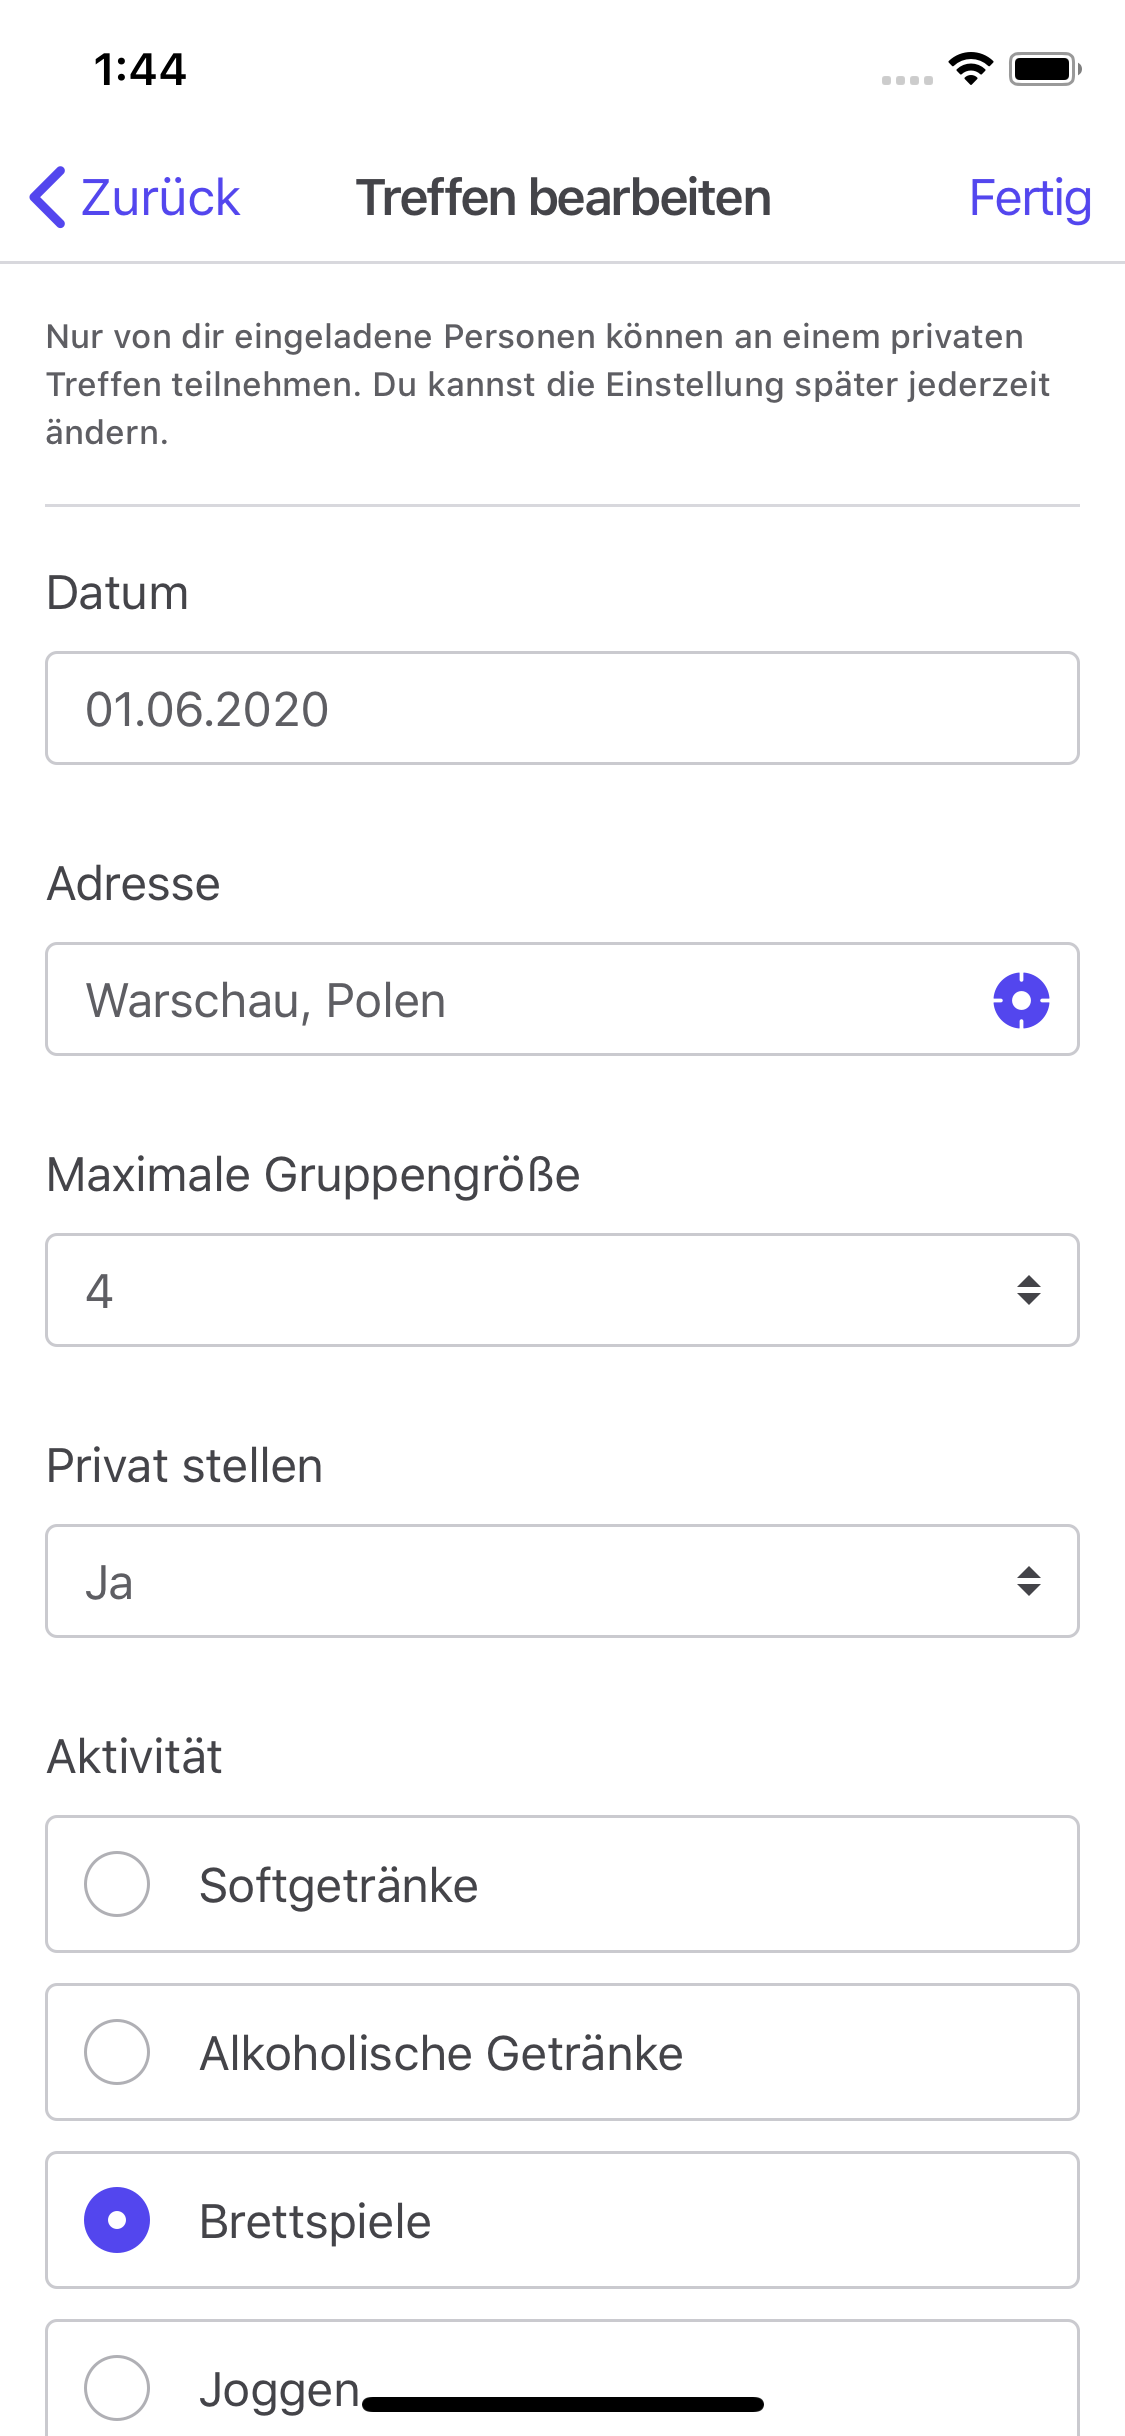 1:44
Zurück
Treffen bearbeiten
Fertig
Nur von dir eingeladene Personen können an einem privaten
Treffen teilnehmen. Du kannst die Einstellung später jederzeit
ändern.
Datum
01.06.2020
Adresse
Warschau, Polen
Maximale Gruppengröße
4
Privat stellen
Ja
Aktivität
Softgetränke
Alkoholische Getränke
Brettspiele
Joggen